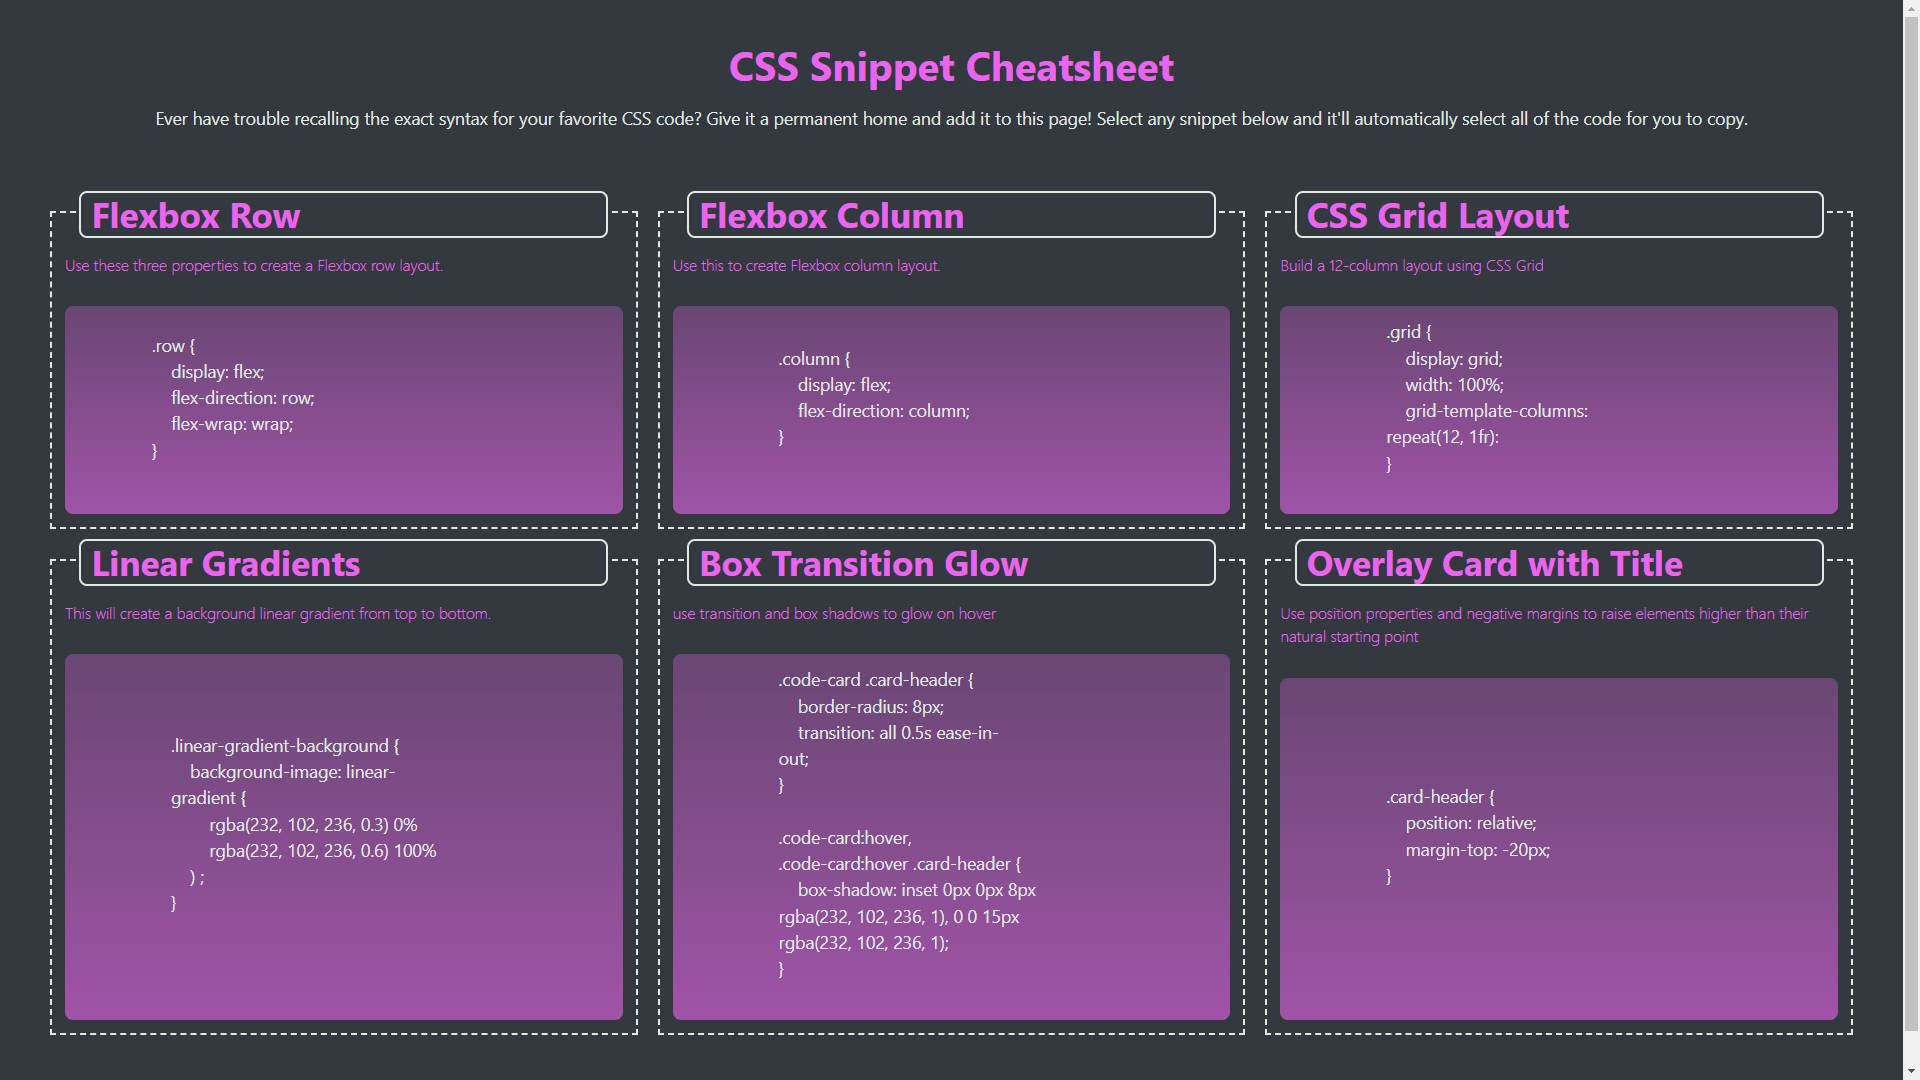 CSS Snippet Cheatsheet
Ever have trouble recalling the exact syntax for your favorite CSS code? Give it a permanent home and add it to this page! Select any snippet below and it'll automatically select all of the code for you to copy.
Flexbox Row
Use these three properties to create a Flexbox row layout.
.row {
display: flex;
flex-direction: row;
flex-wrap: wrap;
}
Flexbox Column
Use this to create Flexbox column layout.
.column {
display: flex;
flex-direction: column;
}
CSS Grid Layout
Build a 12-column layout using CSS Grid
.grid {
display: grid;
width: 100%;
grid-template-columns:
repeat(12, 1fr):
}
Linear Gradients
This will create a background linear gradient from top to bottom.
.linear-gradient-background {
background-image: linear-
gradient {
rgba(232, 102, 236, 0.3) 0%
rgba(232, 102, 236, 0.6) 100%
) ;
}
Box Transition Glow
use transition and box shadows to glow on hover
.code-card .card-header {
border-radius: 8px;
transition: all 0.5s ease-in-
out;
}
.code-card:hover,
.code-card:hover .card-header {
box-shadow: inset 0px 0px 8px
rgba(232, 102, 236, 1), 0 0 15px
rgba(232, 102, 236, 1);
}
Overlay Card with Title
Use position properties and negative margins to raise elements higher than their
natural starting point
.card-header {
position: relative;
margin-top: -20px;
}